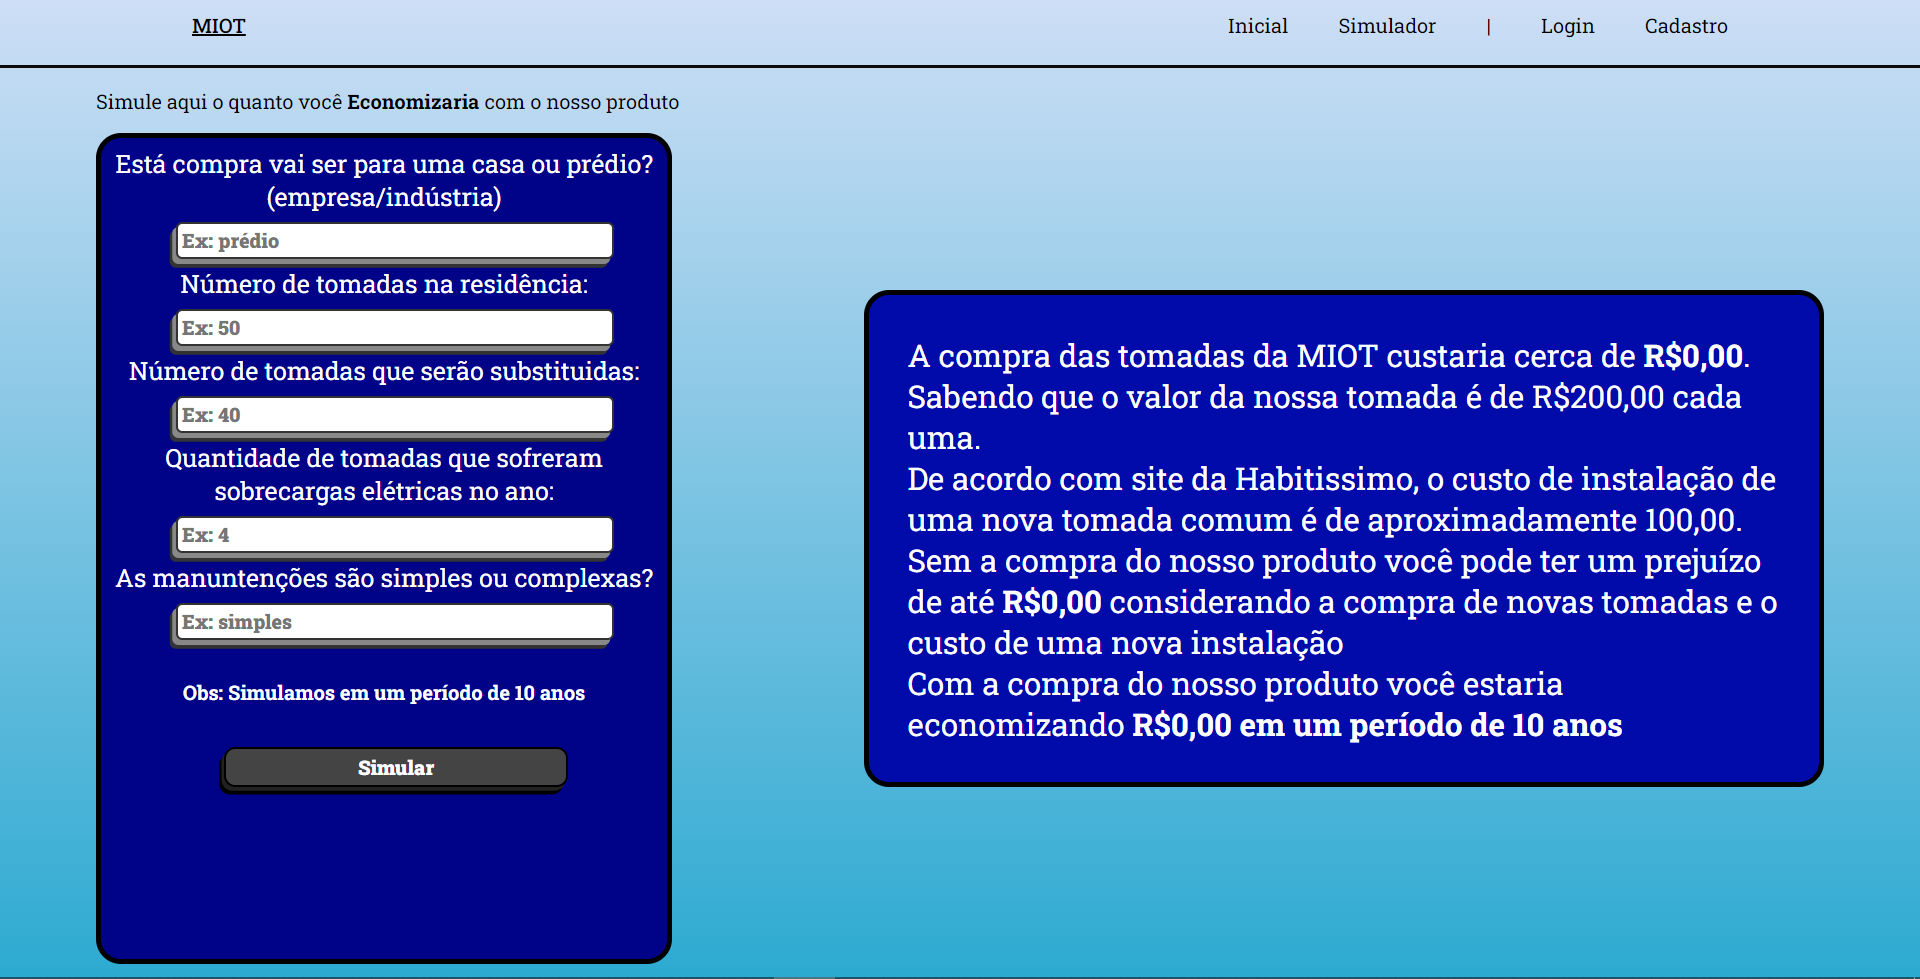 MIOT
Inicial Simulador | Login Cadastro
Simule aqui o quanto você Economizaria com o nosso produto
Está compra vai ser para uma casa ou prédio?
(empresa/indústria)
Ex: prédio
Número de tomadas na residência:
Ex: 50
Número de tomadas que serão substituidas:
Ex: 40
Quantidade de tomadas que sofreram
sobrecargas elétricas no ano:
Ex: 4
As manuntenções são simples ou complexas?
Ex: simples
Obs: Simulamos em um período de 10 anos
Simular
A compra das tomadas da MIOT custaria cerca de R$0,00.
Sabendo que o valor da nossa tomada é de R$200,00 cada
uma.
De acordo com site da Habitissimo, o custo de instalação de
uma nova tomada comum é de aproximadamente 100,00.
Sem a compra do nosso produto você pode ter um prejuízo
de até R$0,00 considerando a compra de novas tomadas e o
custo de uma nova instalação
Com a compra do nosso produto você estaria
economizando R$0,00 em um período de 10 anos